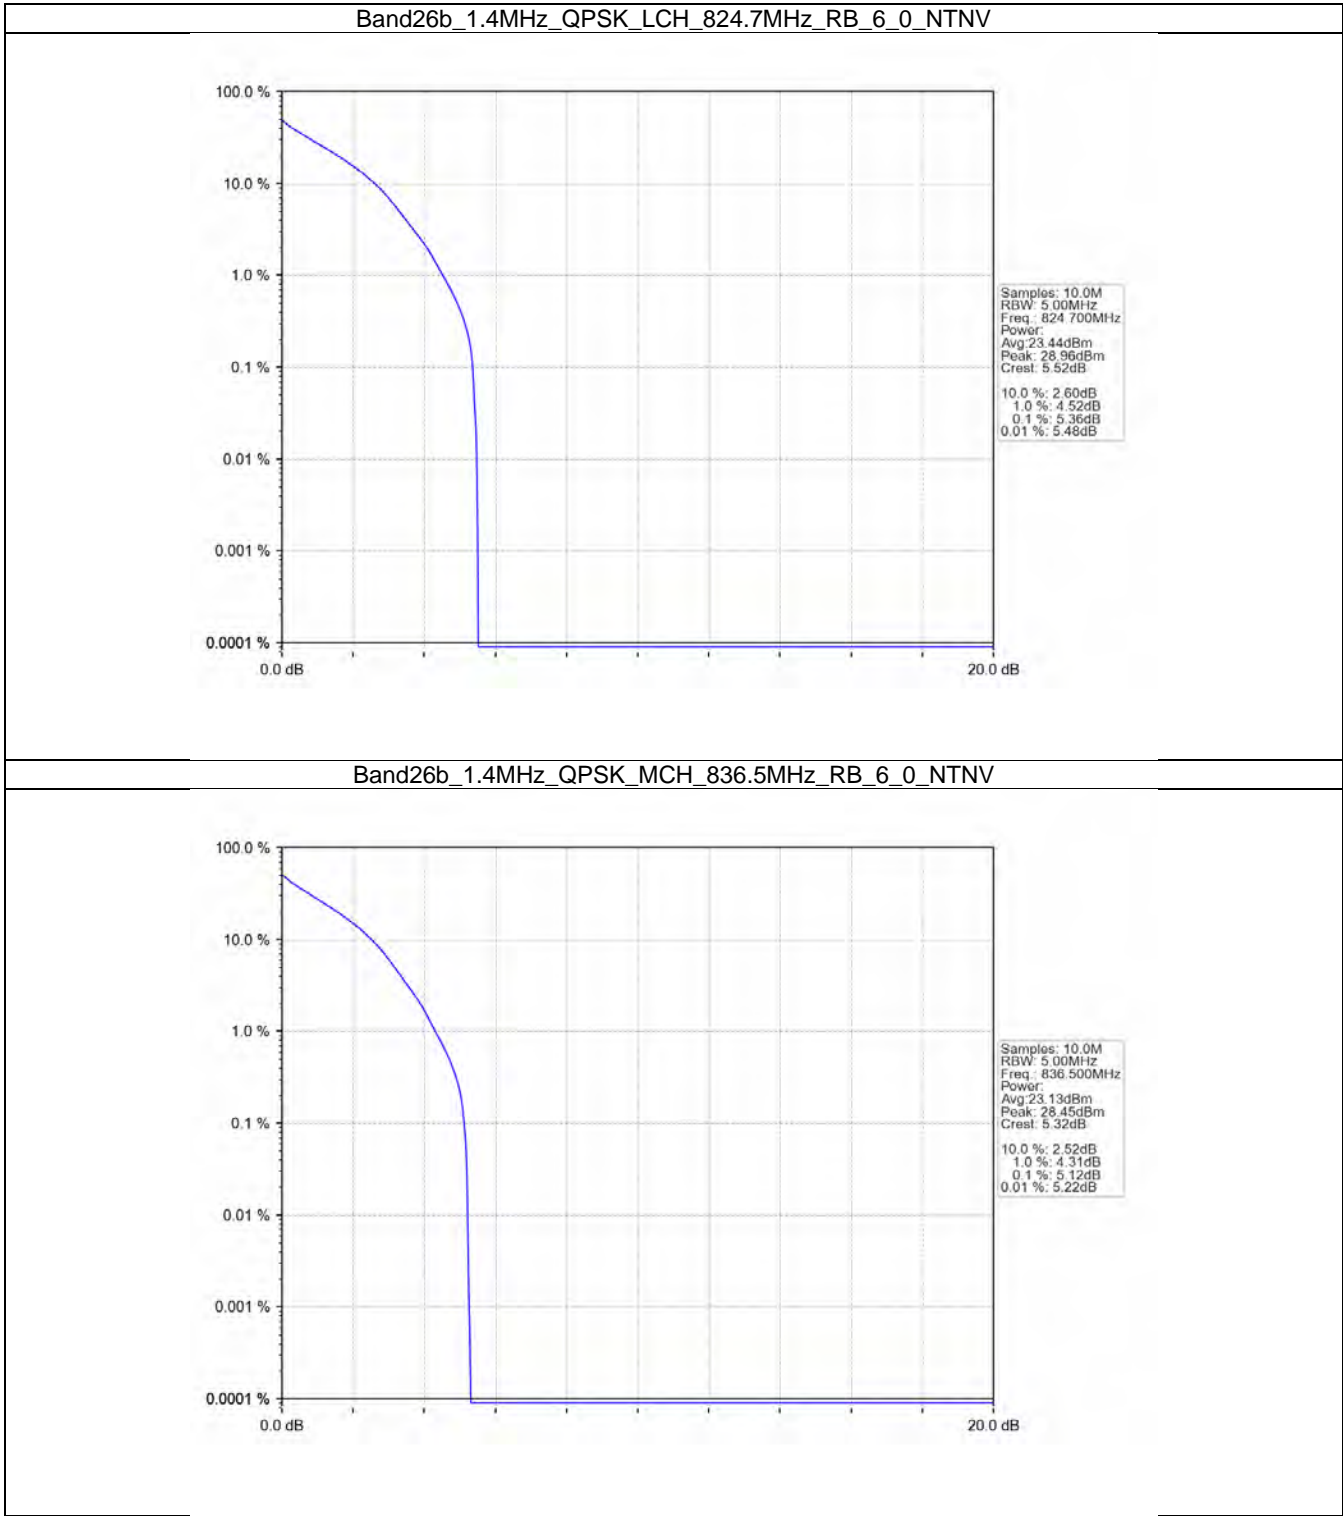 Band26b_1.4MHz_QPSK_LCH_824.7MHz_RB_6_0_NTNV
100.0 %
10.0 %
1.0 %
0.1 %
0.01 %
0.001 %
0.0001 %
0.0 dB
20.0 dB
Samples: 10.0M
RBW: 5.00MHz
Freq.: 824.700MHz
Power:
Avg:23.44dBm
Peak: 28.96dBm
Crest: 5.52dB
10.0 %: 2.60dB
1.0 %: 4.52dB
0.1 %: 5.36dB
0.01 %: 5.48dB
Band26b_1.4MHz_QPSK_MCH_836.5MHz_RB_6_0_NTNV
100.0 %
10.0 %
1.0 %
0.1 %
0.01 %
0.001 %
0.0001 %
0.0 dB
20.0 dB
Samples: 10.0M
RBW: 5.00MHz
Freq.: 836.500MHz
Power:
Avg:23.13dBm
Peak: 28.45dBm
Crest: 5.32dB
10.0 %: 2.52dB
1.0 %: 4.31dB
0.1 %: 5.12dB
0.01 %: 5.22dB